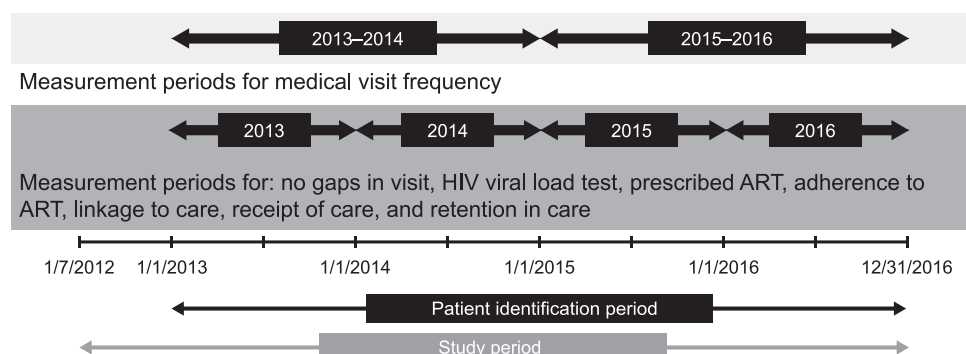 2013–2014 2015–2016
Measurement periods for medical visit frequency
2013 2014 2015 2016
Measurement periods for: no gaps in visit, HIV viral load test, prescribed ART, adherence to
ART, linkage to care, receipt of care, and retention in care
1/7/2012 1/1/2013 1/1/2014 1/1/2015 1/1/2016 12/31/2016
Patient identification period
Study period